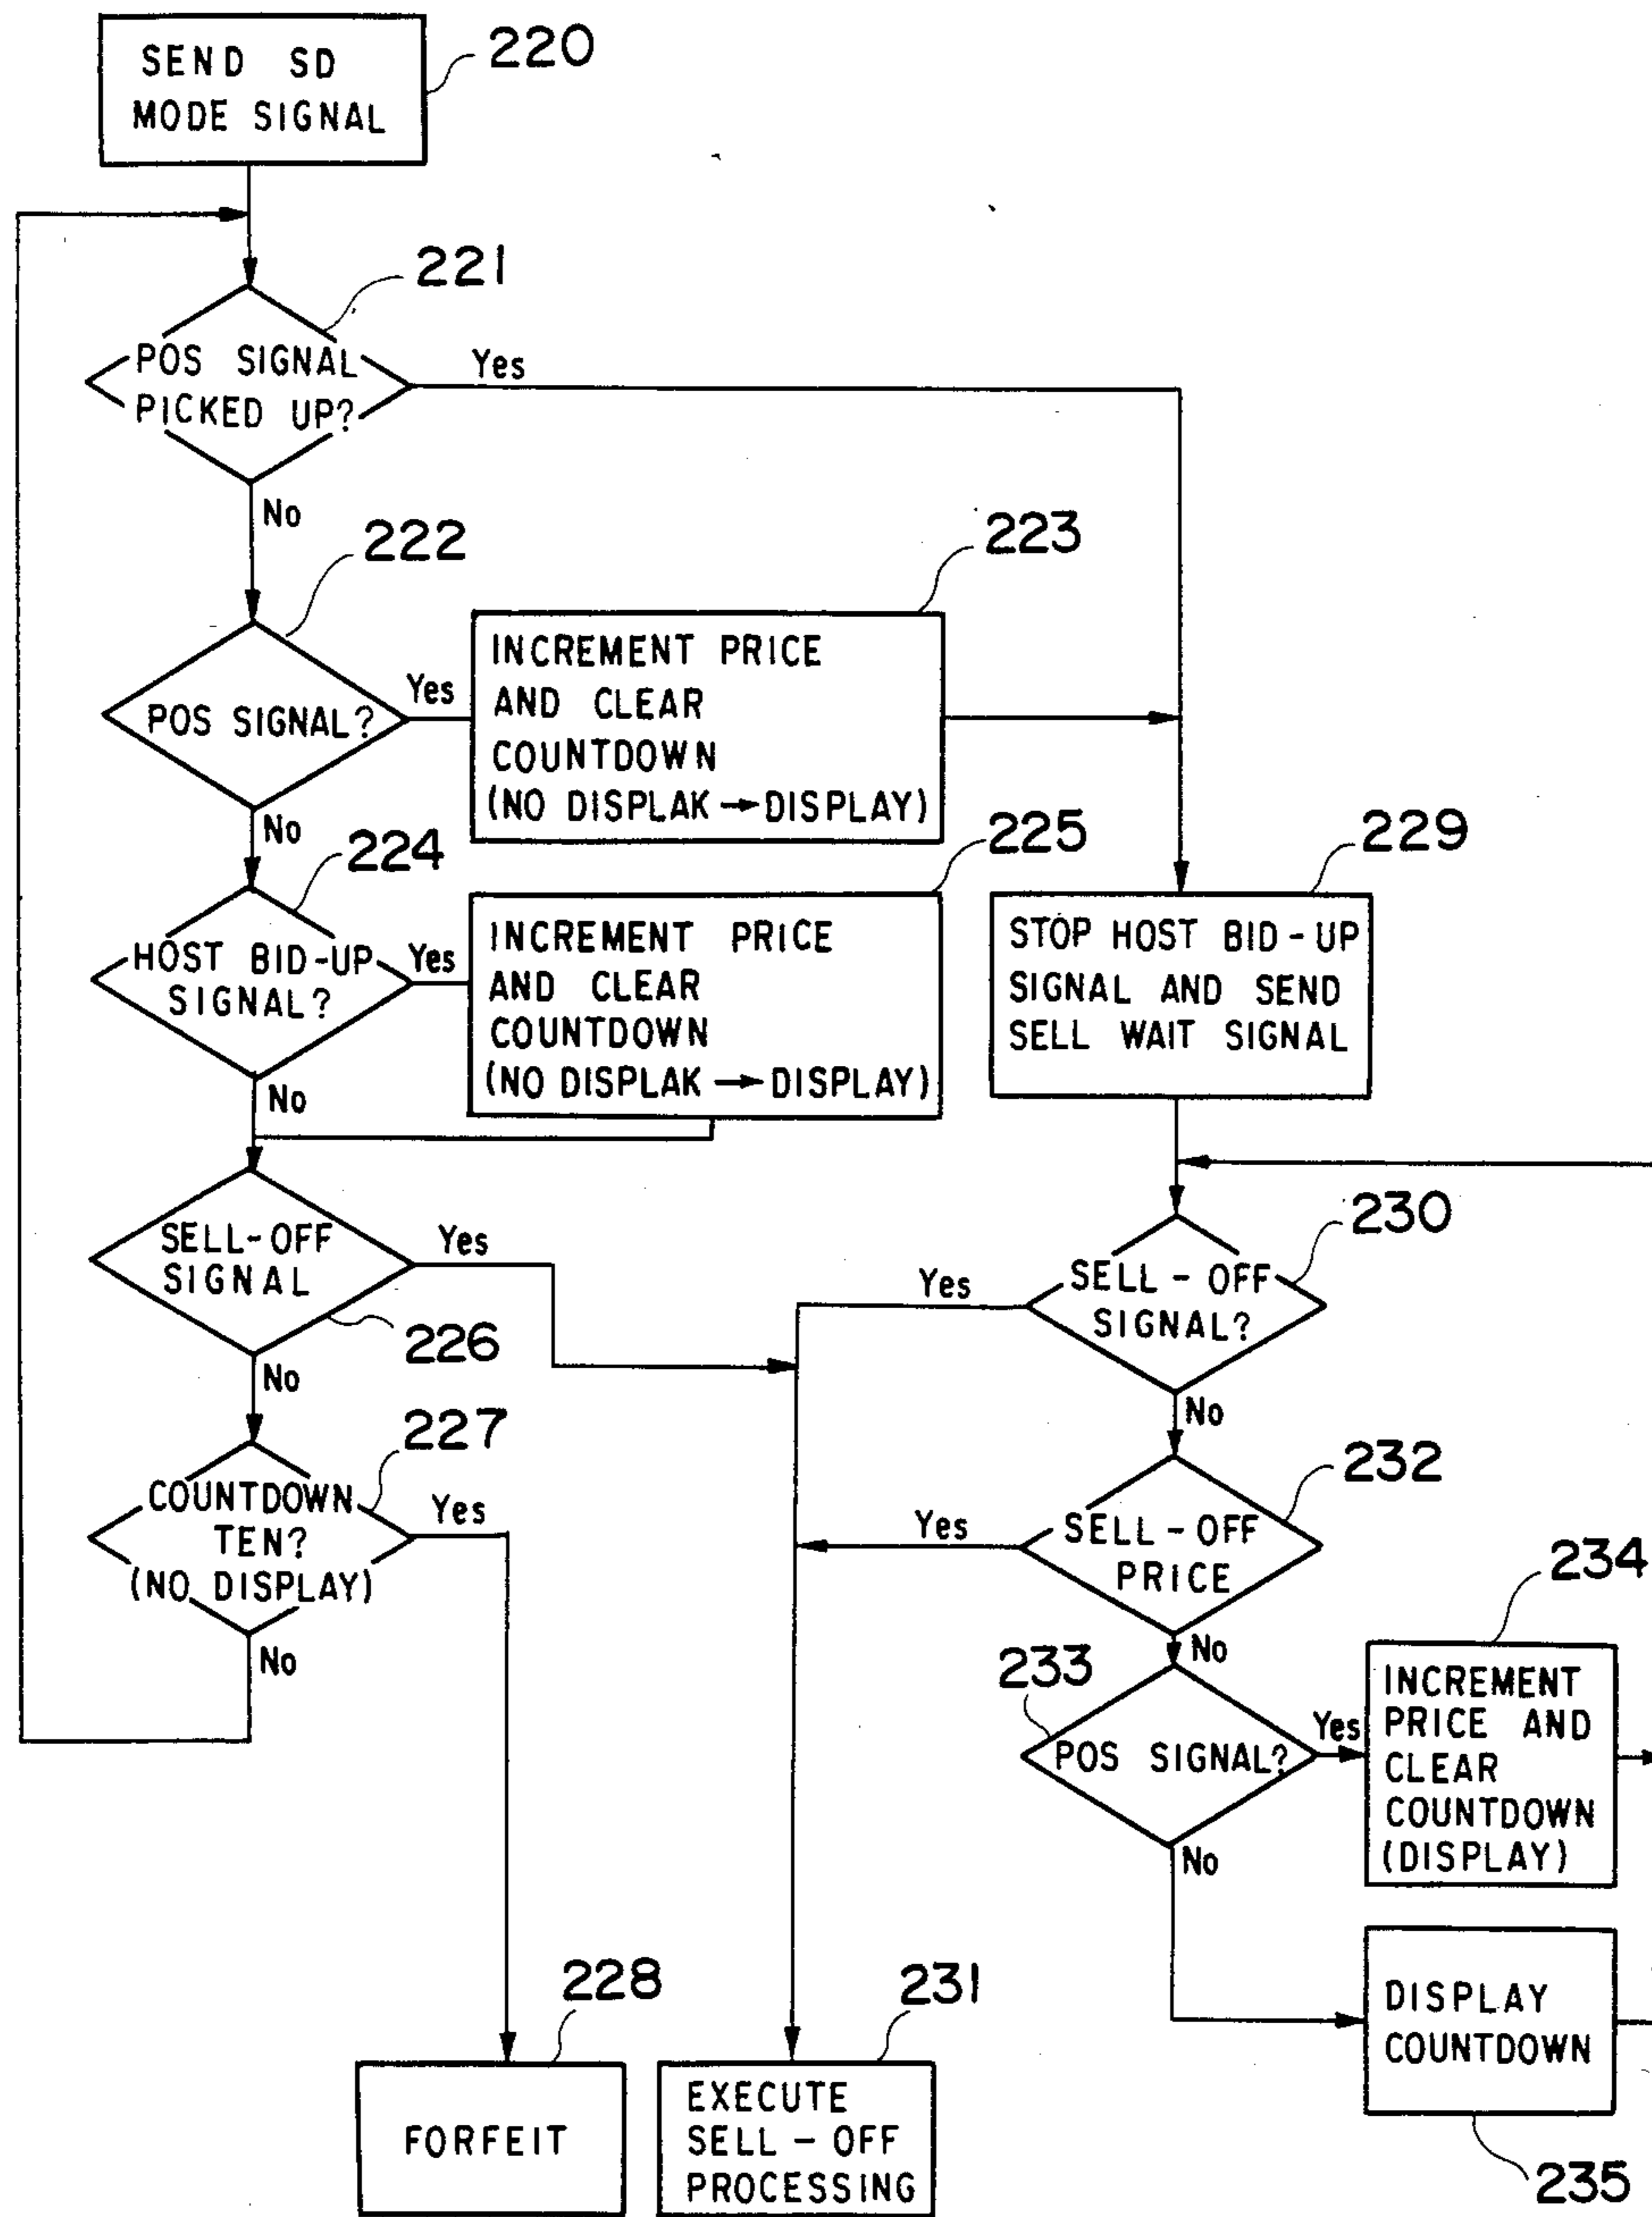 SEND SD
MODE SIGNAL
220
221
POS SIGNAL
PICKED UP?
Yes
No
222
POS SIGNAL?
Yes
No
223
INCREMENT PRICE
AND CLEAR
COUNTDOWN
(NO DISPLAK → DISPLAY)
224
HOST BID-UP
SIGNAL?
Yes
No
225
INCREMENT PRICE
AND CLEAR
COUNTDOWN
(NO DISPLAK → DISPLAY)
229
STOP HOST BID-UP
SIGNAL AND SEND
SELL WAIT SIGNAL
SELL-OFF
SIGNAL
Yes
226
No
230
SELL-OFF
SIGNAL?
Yes
No
227
COUNTDOWN
TEN?
(NO DISPLAY)
Yes
No
232
SELL-OFF
PRICE
Yes
No
233
POS SIGNAL?
Yes
No
234
INCREMENT
PRICE AND
CLEAR
COUNTDOWN
(DISPLAY)
228
FORFEIT
231
EXECUTE
SELL-OFF
PROCESSING
DISPLAY
COUNTDOWN
235